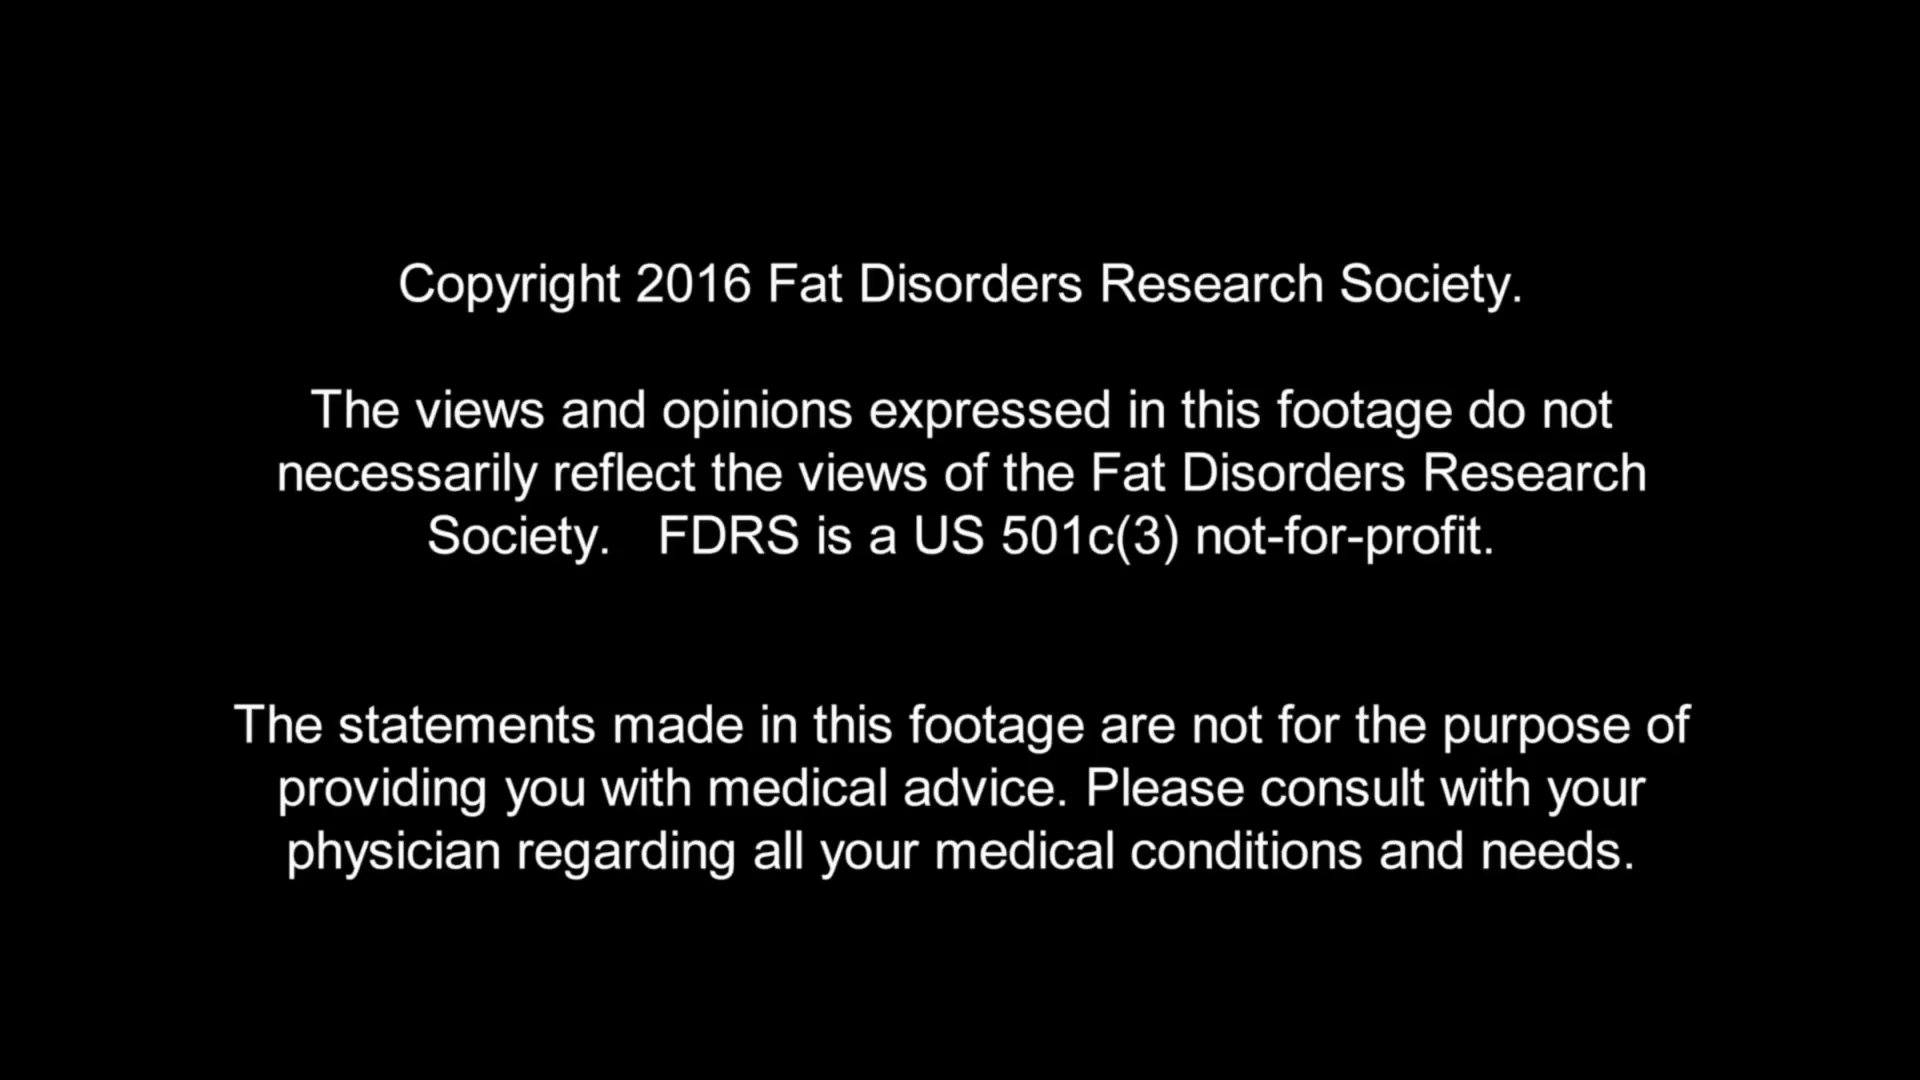 Copyright 2016 Fat Disorders Research Society.
The views and opinions expressed in this footage do not
necessarily reflect the views of the Fat Disorders Research
Society.   FDRS is a US 501c(3) not-for-profit.
The statements made in this footage are not for the purpose of
providing you with medical advice. Please consult with your
physician regarding all your medical conditions and needs.